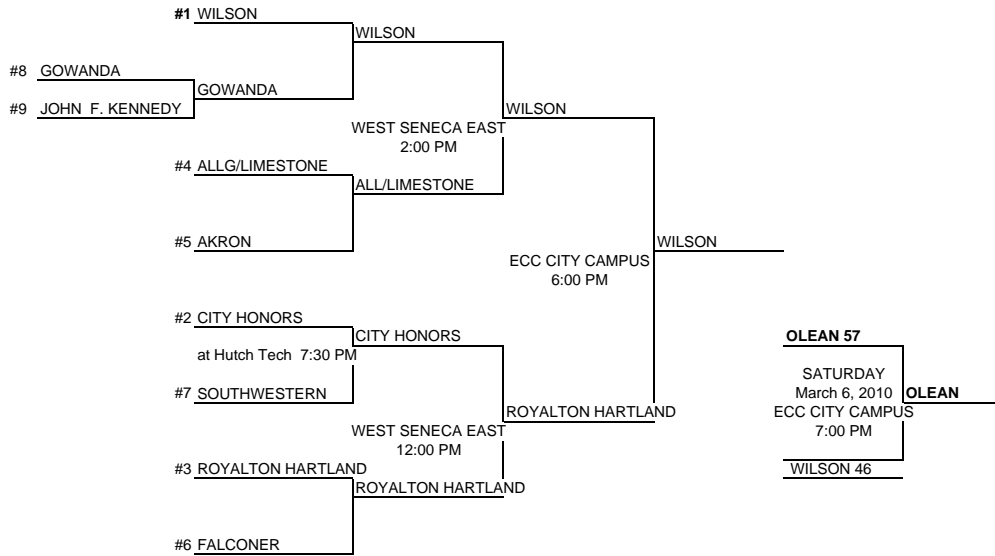 #1 WILSON
WILSON
#8 GOWANDA
GOWANDA
#9 JOHN F. KENNEDY
WILSON
WEST SENECA EAST
2:00 PM
#4 ALLG/LIMESTONE
ALL/LIMESTONE
#5 AKRON
WILSON
ECC CITY CAMPUS
6:00 PM
#2 CITY HONORS
CITY HONORS
at Hutch Tech 7:30 PM
#7 SOUTHWESTERN
ROYALTON HARTLAND
WEST SENECA EAST
12:00 PM
#3 ROYALTON HARTLAND
ROYALTON HARTLAND
#6 FALCONER
OLEAN 57
SATURDAY
March 6, 2010
OLEAN
ECC CITY CAMPUS
7:00 PM
WILSON 46